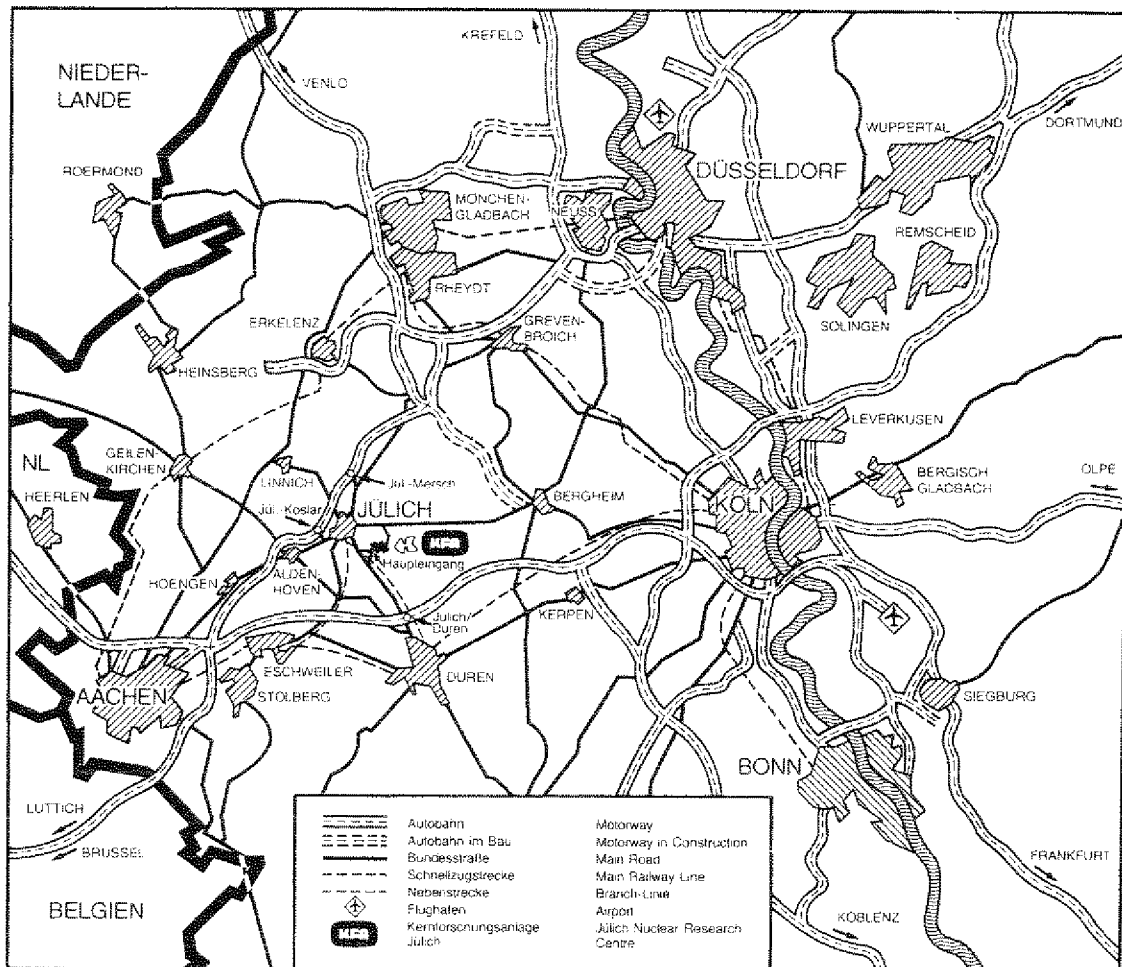 KREFELD
NIEDER-
LANDE
VENLO
WUPPERTAL
DORTMUND
ROERMOND
DÜSSELDORF
MÖNCHEN-
GLADBACH
NEUSS
REMSCHEID
RHEYDT
ERKELENZ
GREVEN-
BROICH
SOLINGEN
HEINSBERG
LEVERKUSEN
GEILEN-
KIRCHEN
NL
HEERLEN
LINNICH
Jül.-Mersch
BERGHEIM
BERGISCH
GLADBACH
OLPE
Jül.-Koslar
JÜLICH
KÖLN
KFA
Haupteingang
HOENGEN
ALDEN-
HOVEN
KERPEN
Jülich/
Düren
ESCHWEILER
DÜREN
AACHEN
STOLBERG
SIEGBURG
BONN
LÜTTICH
BRÜSSEL
BELGIEN
FRANKFURT
KOBLENZ
Autobahn Motorway
Autobahn im Bau Motorway in Construction
Bundesstraße Main Road
Schnellzugstrecke Main Railway Line
Nebenstrecke Branch-Line
Flughafen Airport
KFA Kernforschungsanlage Jülich Nuclear Research
Jülich Centre